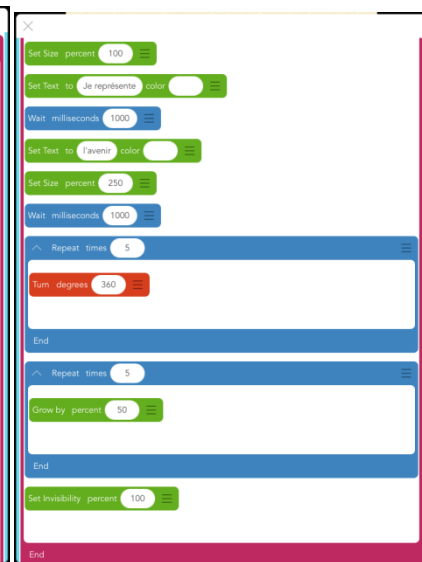 Set Size percent 100
Set Text to Je représente color
Wait milliseconds 1000
Set Text to l'avenir color
Set Size percent 250
Wait milliseconds 1000
Repeat times 5
Turn degrees 360
End
Repeat times 5
Grow by percent 50
End
Set Invisibility percent 100
End